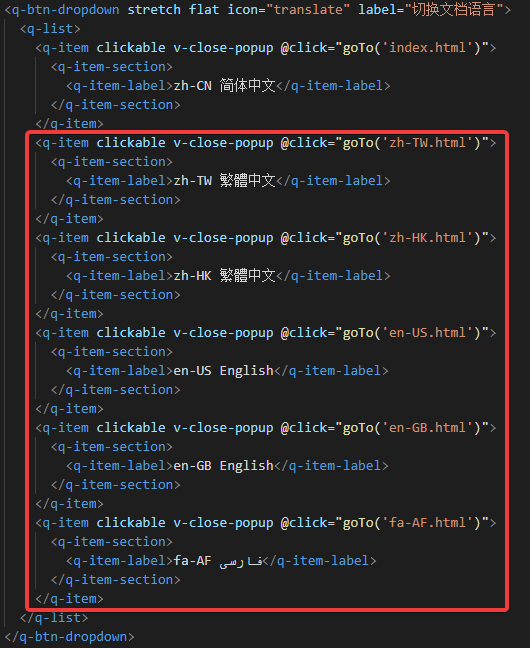 <q-btn-dropdown stretch flat icon="translate" label="切换文档语言">
<q-list>
<q-item clickable v-close-popup @click="goTo('index.html')">
<q-item-section>
<q-item-label>zh-CN 简体中文</q-item-label>
</q-item-section>
</q-item>
<q-item clickable v-close-popup @click="goTo('zh-TW.html')">
<q-item-section>
<q-item-label>zh-TW 繁體中文</q-item-label>
</q-item-section>
</q-item>
<q-item clickable v-close-popup @click="goTo('zh-HK.html')">
<q-item-section>
<q-item-label>zh-HK 繁體中文</q-item-label>
</q-item-section>
</q-item>
<q-item clickable v-close-popup @click="goTo('en-US.html')">
<q-item-section>
<q-item-label>en-US English</q-item-label>
</q-item-section>
</q-item>
<q-item clickable v-close-popup @click="goTo('en-GB.html')">
<q-item-section>
<q-item-label>en-GB English</q-item-label>
</q-item-section>
</q-item>
<q-item clickable v-close-popup @click="goTo('fa-AF.html')">
<q-item-section>
<q-item-label>fa-AF فارسی</q-item-label>
</q-item-section>
</q-item>
</q-list>
</q-btn-dropdown>